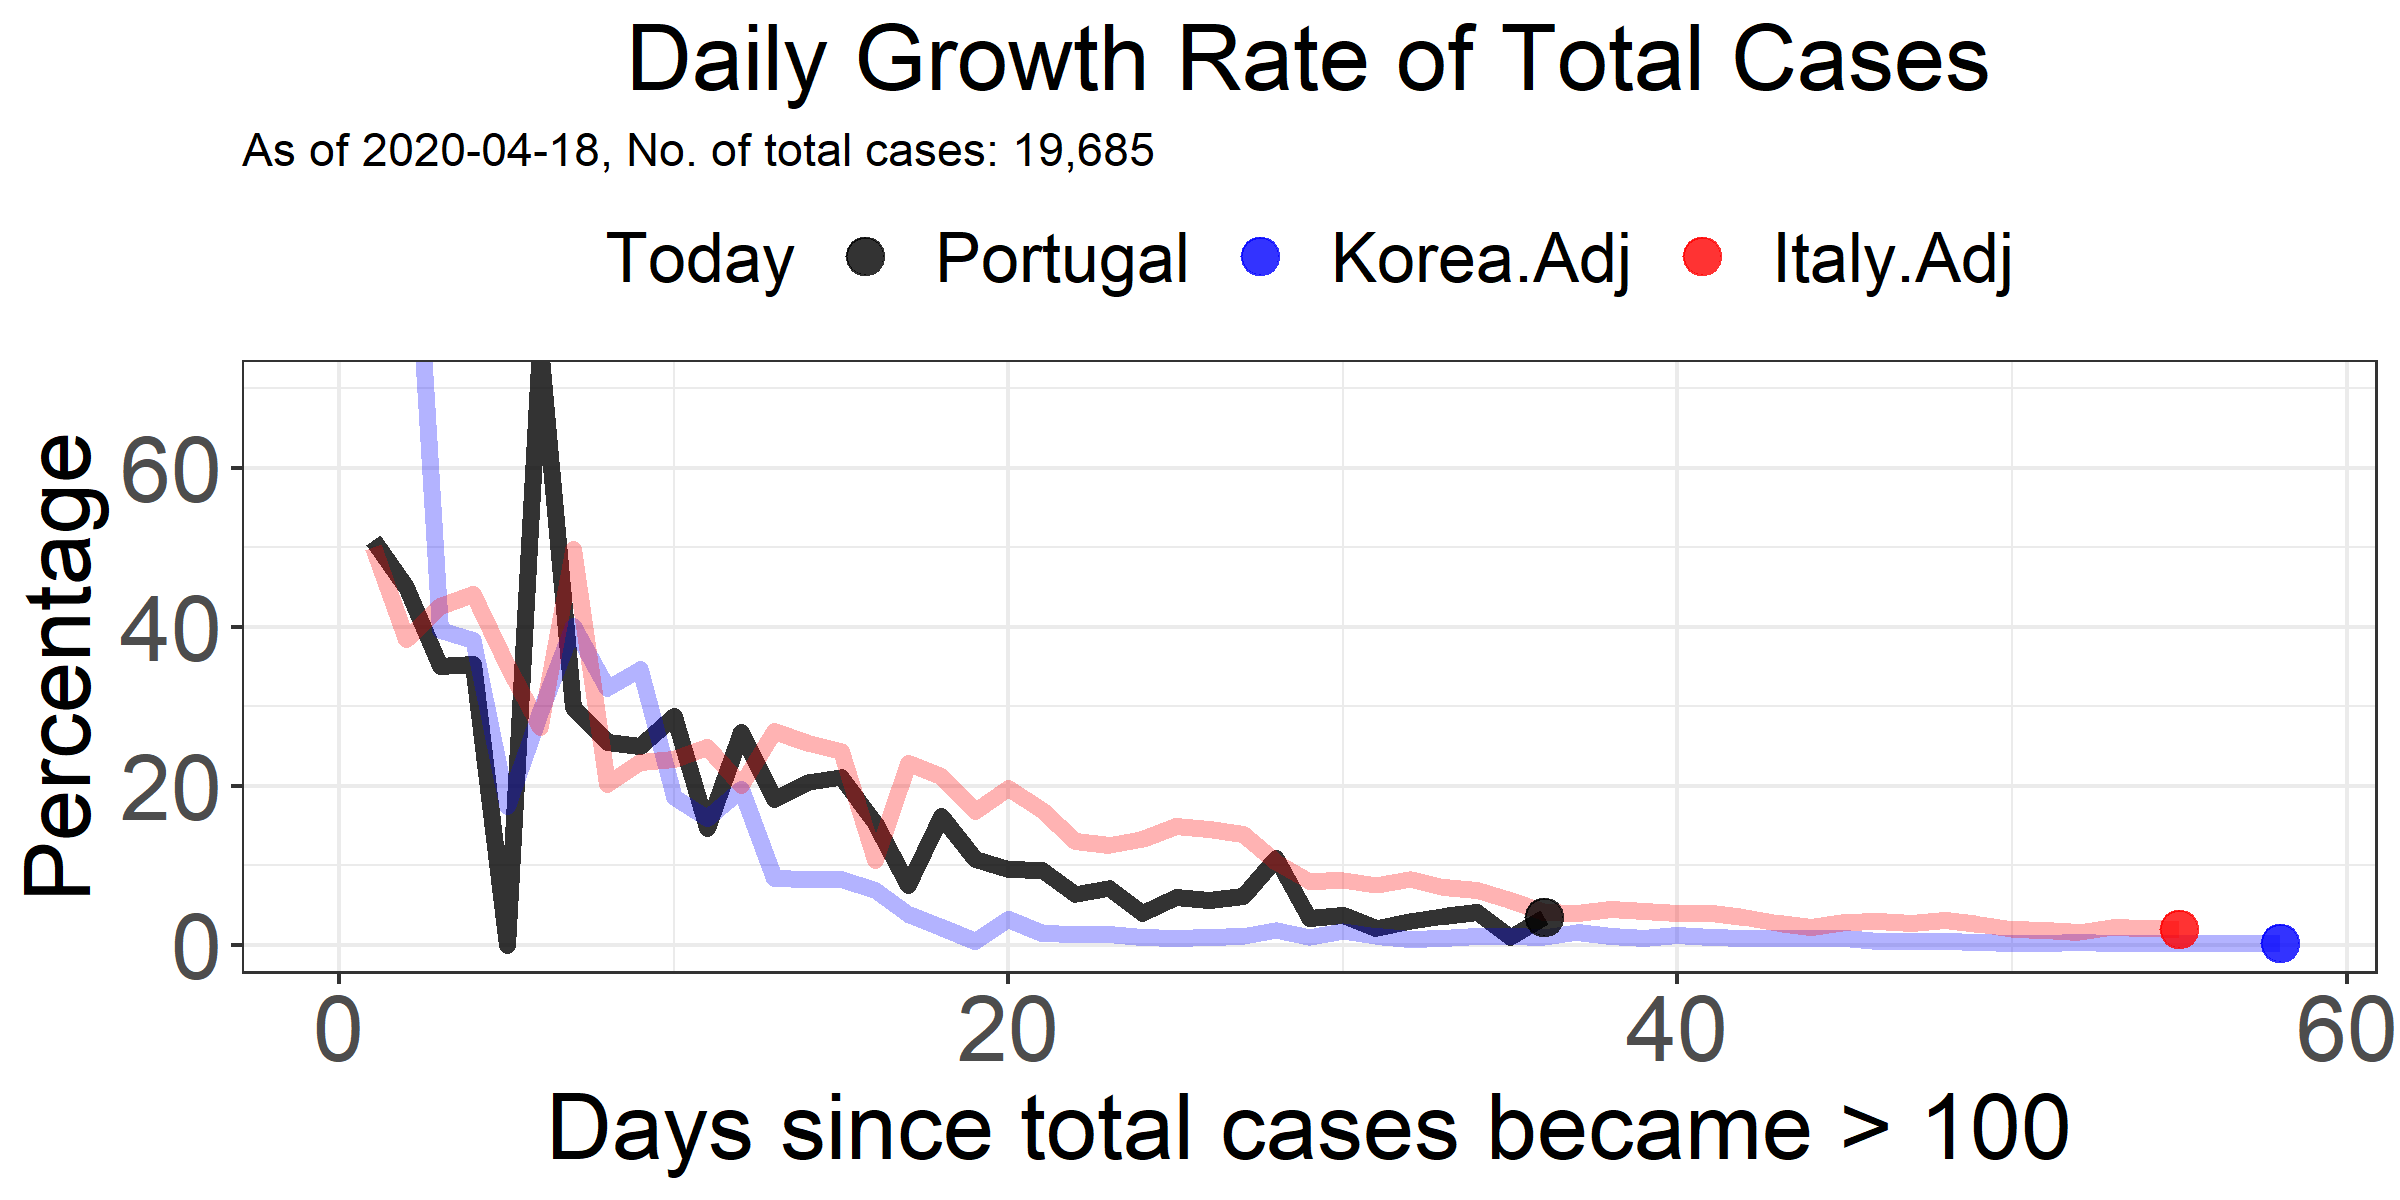 Daily Growth Rate of Total Cases
As of 2020-04-18, No. of total cases: 19,685
Today Portugal Korea.Adj Italy.Adj
Percentage
60
40
20
0
0 20 40 60
Days since total cases became > 100